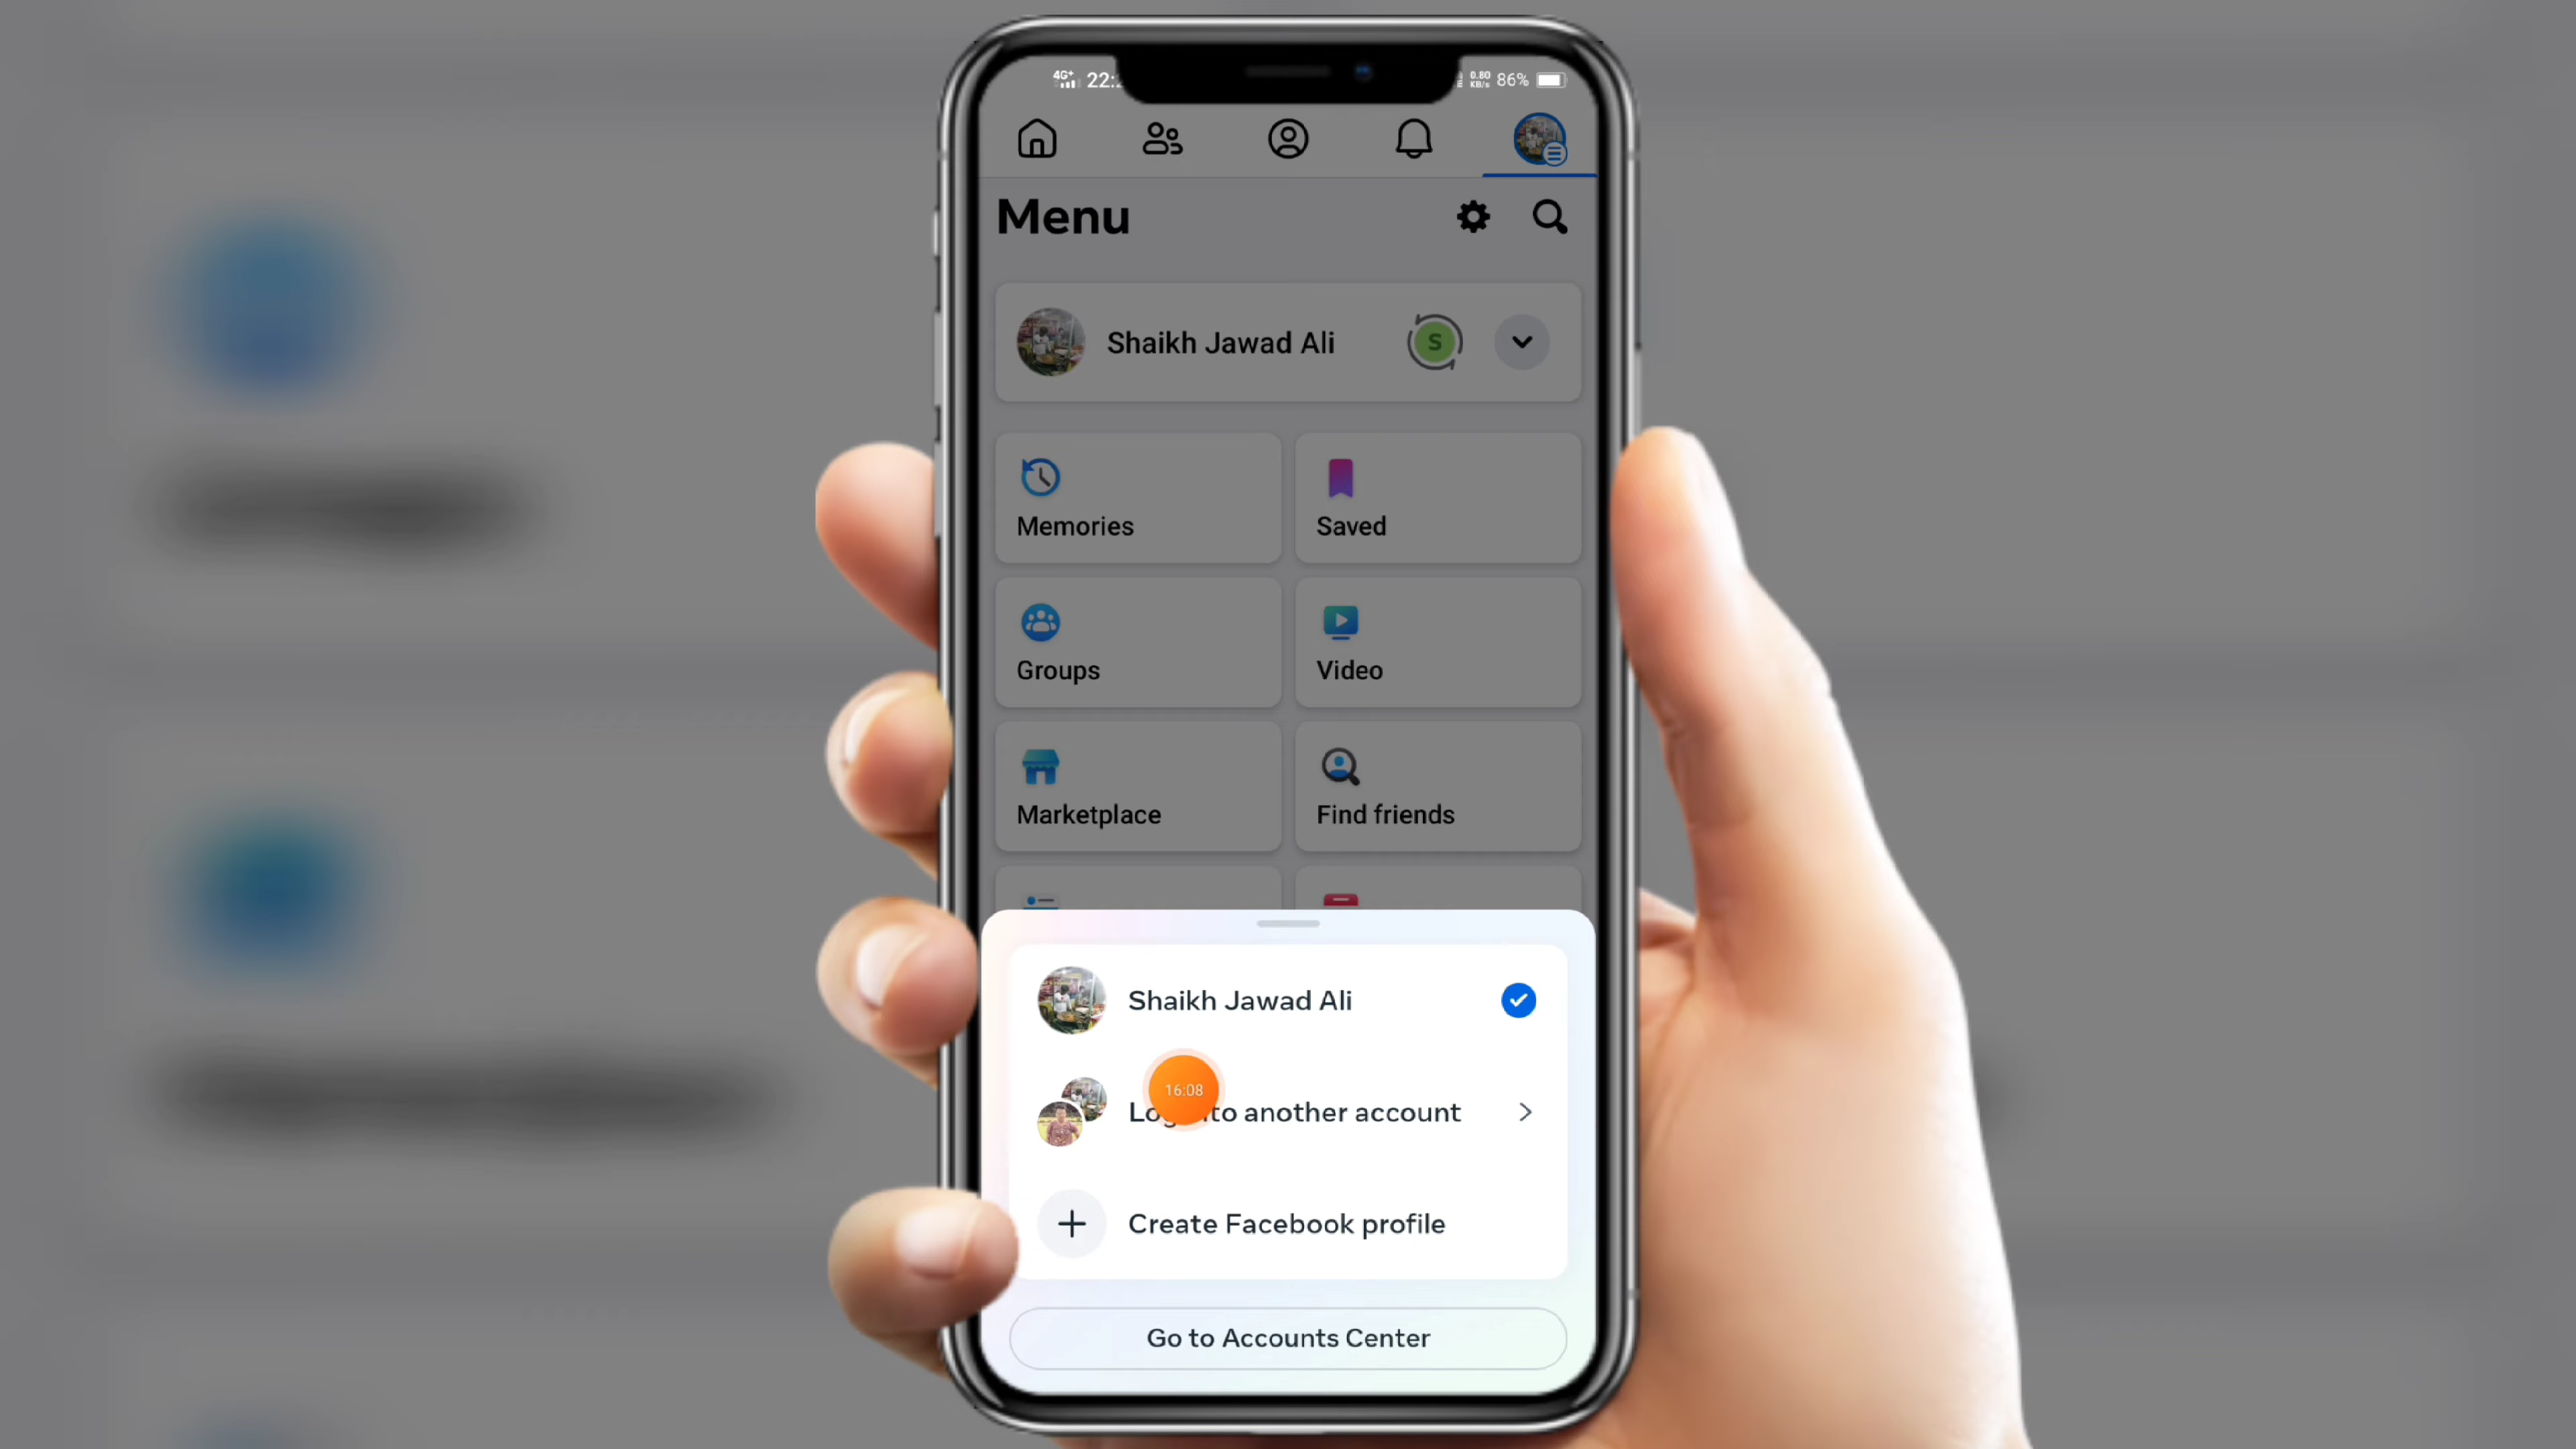 4G+ 22:
0.80 KB/s 86%
Menu
Shaikh Jawad Ali S
Memories
Saved
Groups
Video
Marketplace
Find friends
Shaikh Jawad Ali
16:08
to another account
Create Facebook profile
Go to Accounts Center